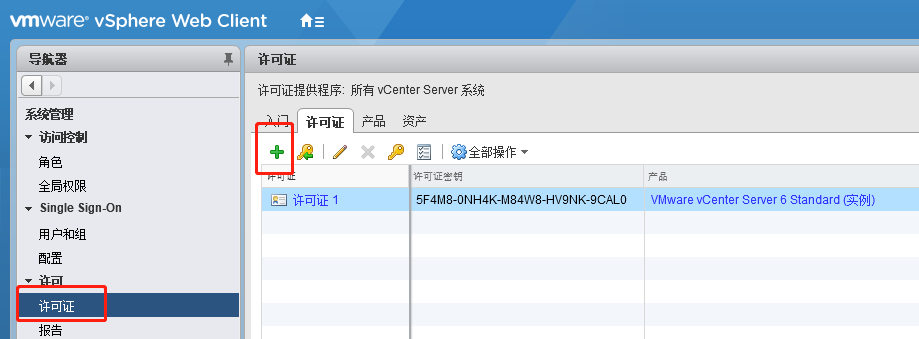 vmware® vSphere Web Client
导航器
系统管理
访问控制
角色
全局权限
Single Sign-On
用户和组
配置
许可
许可证
报告
许可证
许可证提供程序: 所有 vCenter Server 系统
入门 许可证 产品 资产
全部操作
许可证 许可证密钥 产品
许可证 1 5F4M8-0NH4K-M84W8-HV9NK-9CAL0 VMware vCenter Server 6 Standard (实例)